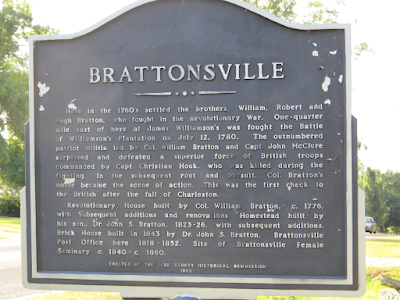 BRATTONSVILLE
Here in the 1760's settled the brothers, William, Robert and
Hugh Bratton, who fought in the Revolutionary War. One-quarter
mile east of here at James Williamson's was fought the Battle
of Williamson's Plantation on July 12, 1780. The outnumbered
patriot militia led by Col. William Bratton and Capt John McClure
surprised and defeated a superior force of British troops
commanded by Capt. Christian Houk, who was killed during the
fighting. In the subsequent rout and pursuit, Col. Bratton's
house became the scene of action. This was the first check to
the British after the fall of Charleston.
Revolutionary House built by Col. William Bratton, c. 1776,
with subsequent additions and renovations. Homestead built by
his son, Dr. John S. Bratton, 1823-26, with subsequent additions.
Brick House built in 1843 by Dr. John S. Bratton. Brattonsville
Post Office here 1818-1832. Site of Brattonsville Female
Seminary c. 1840-c. 1860.
ERECTED BY THE YORK COUNTY HISTORICAL COMMISSION